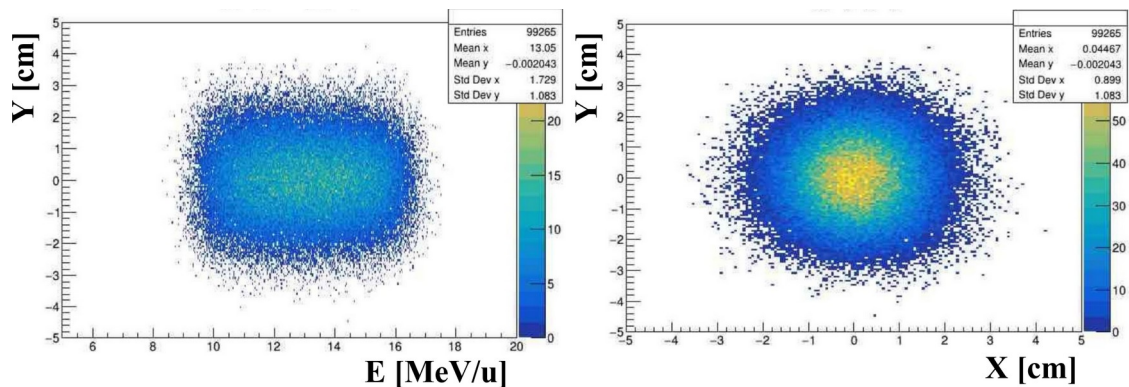 Entries 99265
Mean x 13.05
Mean y −0.002043
Std Dev x 1.729
Std Dev y 1.083
Y [cm]
5
4
3
2
1
0
−1
−2
−3
−4
−5
20
15
10
5
0
6 8 10 12 14 16 18 20
E [MeV/u]
Entries 99265
Mean x 0.04467
Mean y −0.002043
Std Dev x 0.899
Std Dev y 1.083
Y [cm]
5
4
3
2
1
0
−1
−2
−3
−4
−5
50
40
30
20
10
0
−5 −4 −3 −2 −1 0 1 2 3 4 5
X [cm]